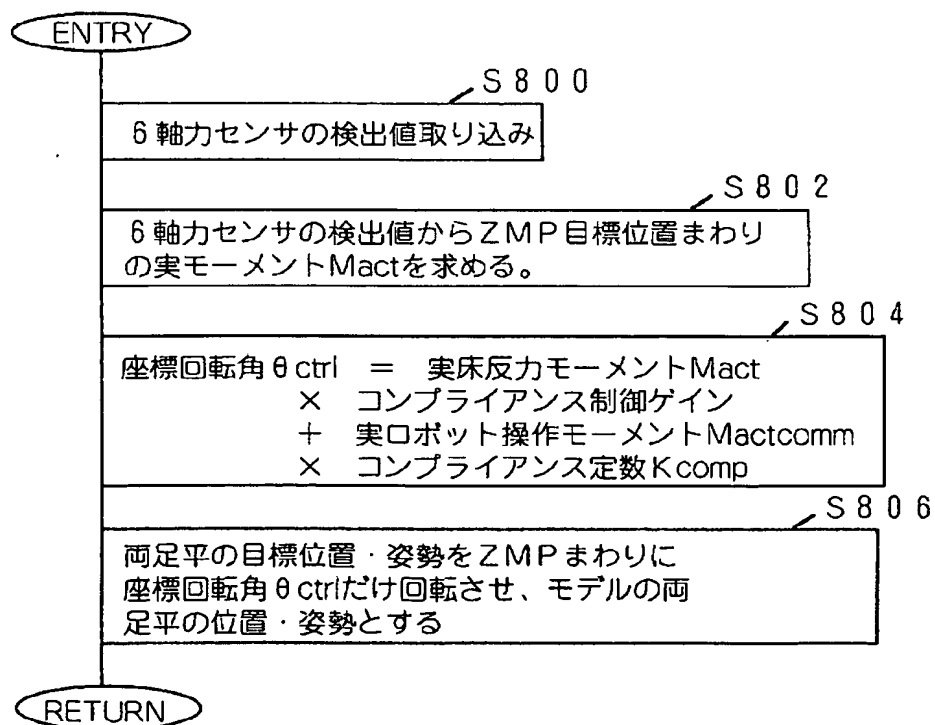 ENTRY
S800
6軸力センサの検出値取り込み
S802
6軸力センサの検出値からZMP目標位置まわり
の実モーメントMactを求める。
S804
座標回転角θctrl = 実床反力モーメントMact
× コンプライアンス制御ゲイン
+ 実ロボット操作モーメントMactcomm
× コンプライアンス定数Kcomp
S806
両足平の目標位置・姿勢をZMPまわりに
座標回転角θctrlだけ回転させ、モデルの両
足平の位置・姿勢とする
RETURN